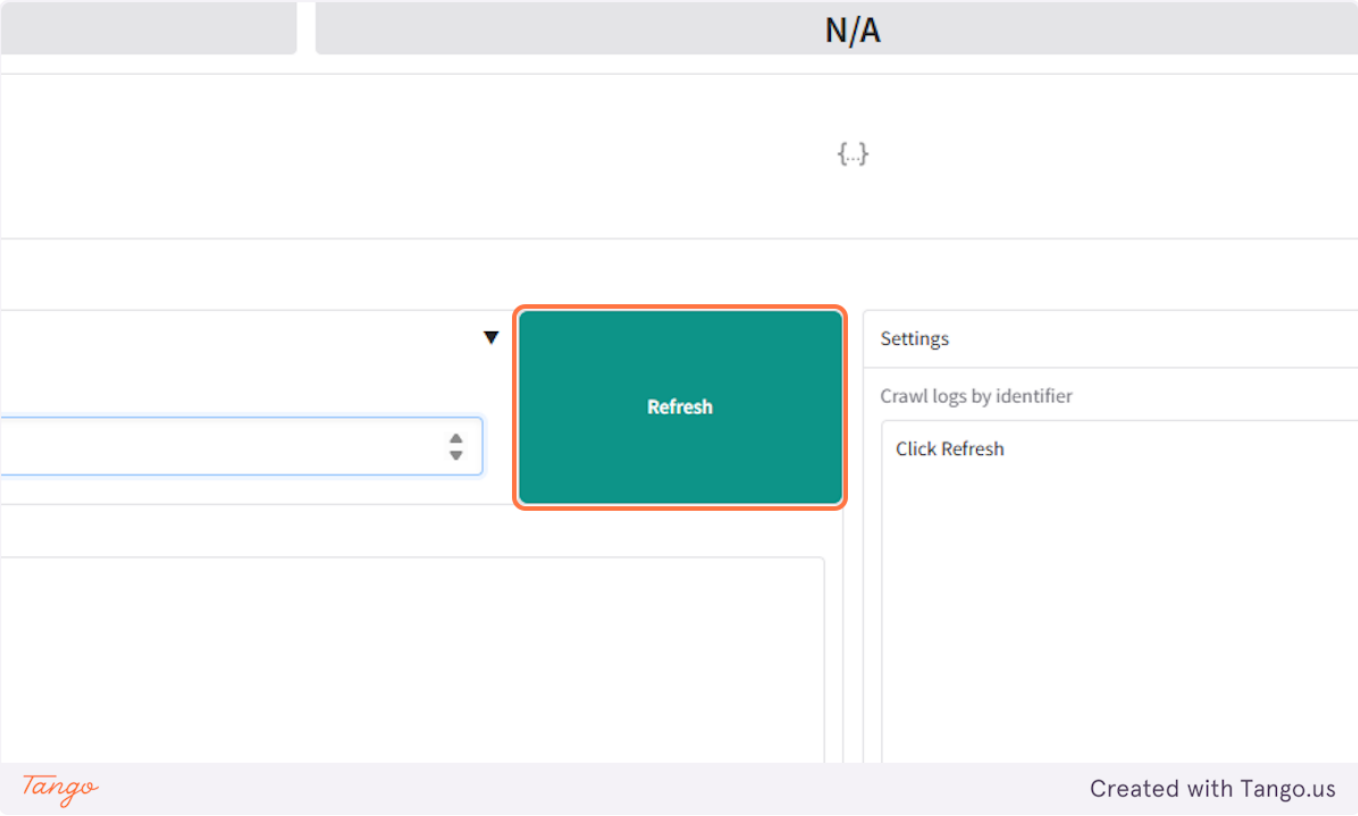 N/A
{...}
Refresh
Settings
Crawl logs by identifier
Click Refresh
Tango
Created with Tango.us